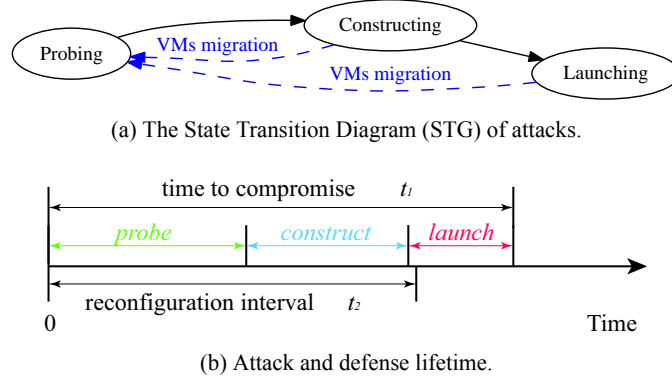 Constructing
Probing
VMs migration
VMs migration
Launching
(a) The State Transition Diagram (STG) of attacks.
time to compromise t₁
probe construct launch
reconfiguration interval t₂
0 Time
(b) Attack and defense lifetime.